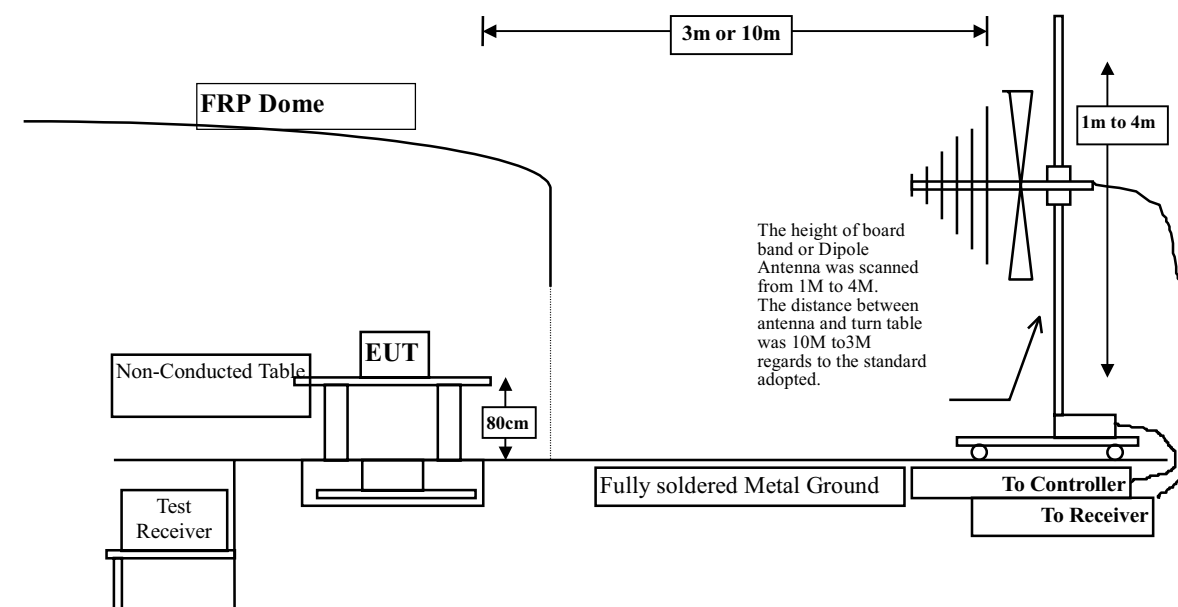 3m or 10m
FRP Dome
1m to 4m
The height of board
band or Dipole
Antenna was scanned
from 1M to 4M.
The distance between
antenna and turn table
was 10M to3M
regards to the standard
adopted.
EUT
Non-Conducted Table
80cm
Fully soldered Metal Ground
To Controller
To Receiver
Test
Receiver